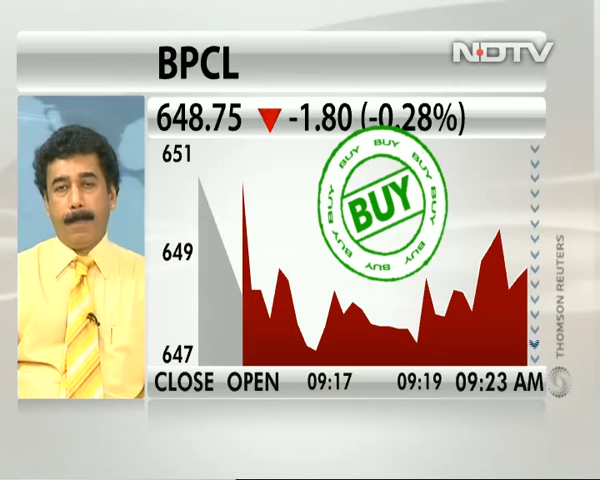 BPCL
NDTV
648.75 ▼ -1.80 (-0.28%)
651
649
647
BUY BUY BUY BUY BUY BUY BUY BUY
BUY
CLOSE OPEN 09:17 09:19 09:23 AM
THOMSON REUTERS